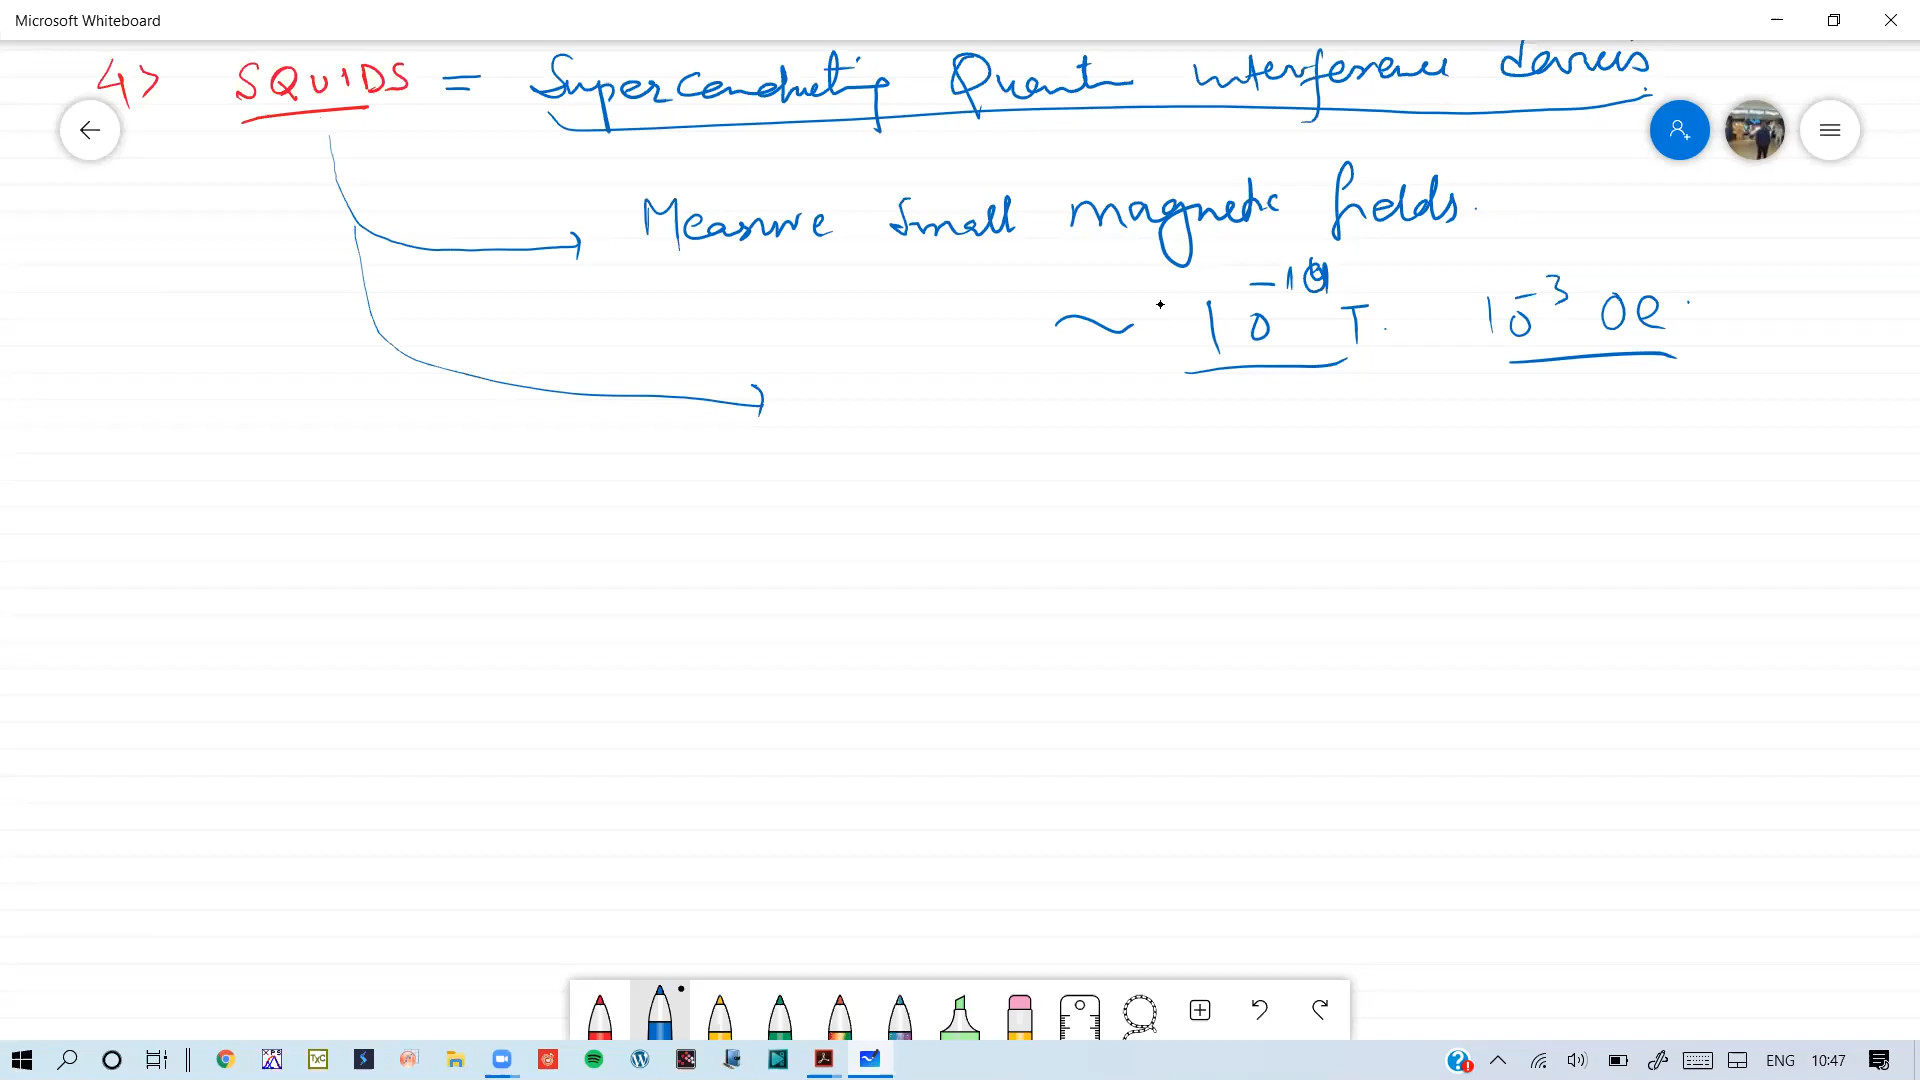 Microsoft Whiteboard
4> SQUIDS = Superconducting Quantum interference devices
Measure small magnetic fields.
~ 10 T. 10^-3 Oe.
ENG 10:47